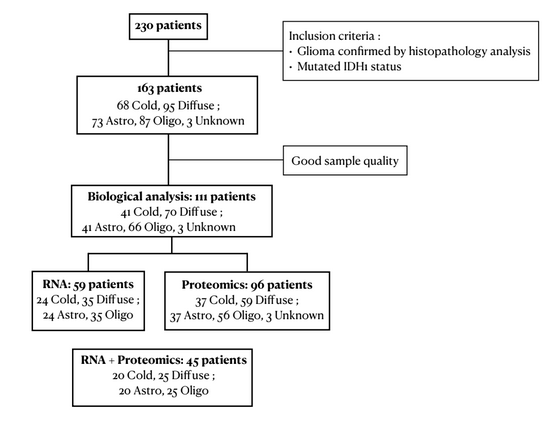 230 patients
Inclusion criteria :
• Glioma confirmed by histopathology analysis
• Mutated IDH1 status
163 patients
68 Cold, 95 Diffuse ;
73 Astro, 87 Oligo, 3 Unknown
Good sample quality
Biological analysis: 111 patients
41 Cold, 70 Diffuse ;
41 Astro, 66 Oligo, 3 Unknown
RNA: 59 patients
24 Cold, 35 Diffuse ;
24 Astro, 35 Oligo
Proteomics: 96 patients
37 Cold, 59 Diffuse ;
37 Astro, 56 Oligo, 3 Unknown
RNA + Proteomics: 45 patients
20 Cold, 25 Diffuse ;
20 Astro, 25 Oligo